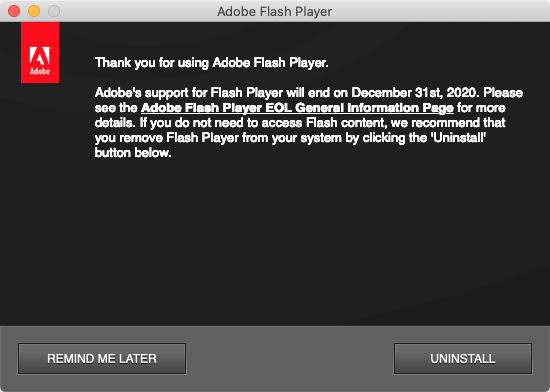 Adobe Flash Player
Adobe
Thank you for using Adobe Flash Player.
Adobe's support for Flash Player will end on December 31st, 2020. Please
see the Adobe Flash Player EOL General Information Page for more
details. If you do not need to access Flash content, we recommend that
you remove Flash Player from your system by clicking the 'Uninstall'
button below.
REMIND ME LATER
UNINSTALL